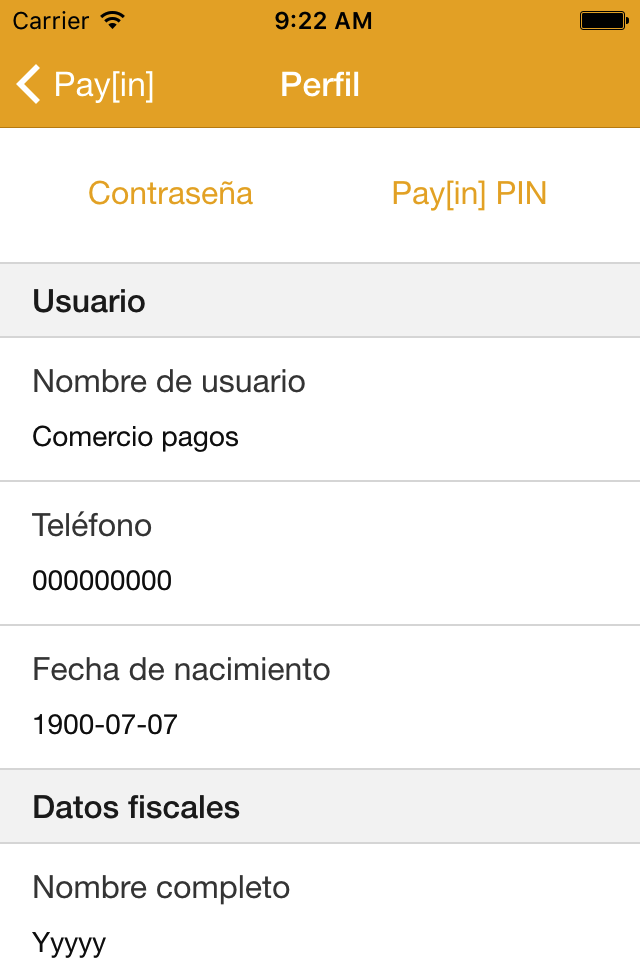 Carrier 9:22 AM
Pay[in] Perfil
Contraseña Pay[in] PIN
Usuario
Nombre de usuario
Comercio pagos
Teléfono
000000000
Fecha de nacimiento
1900-07-07
Datos fiscales
Nombre completo
Yyyyy